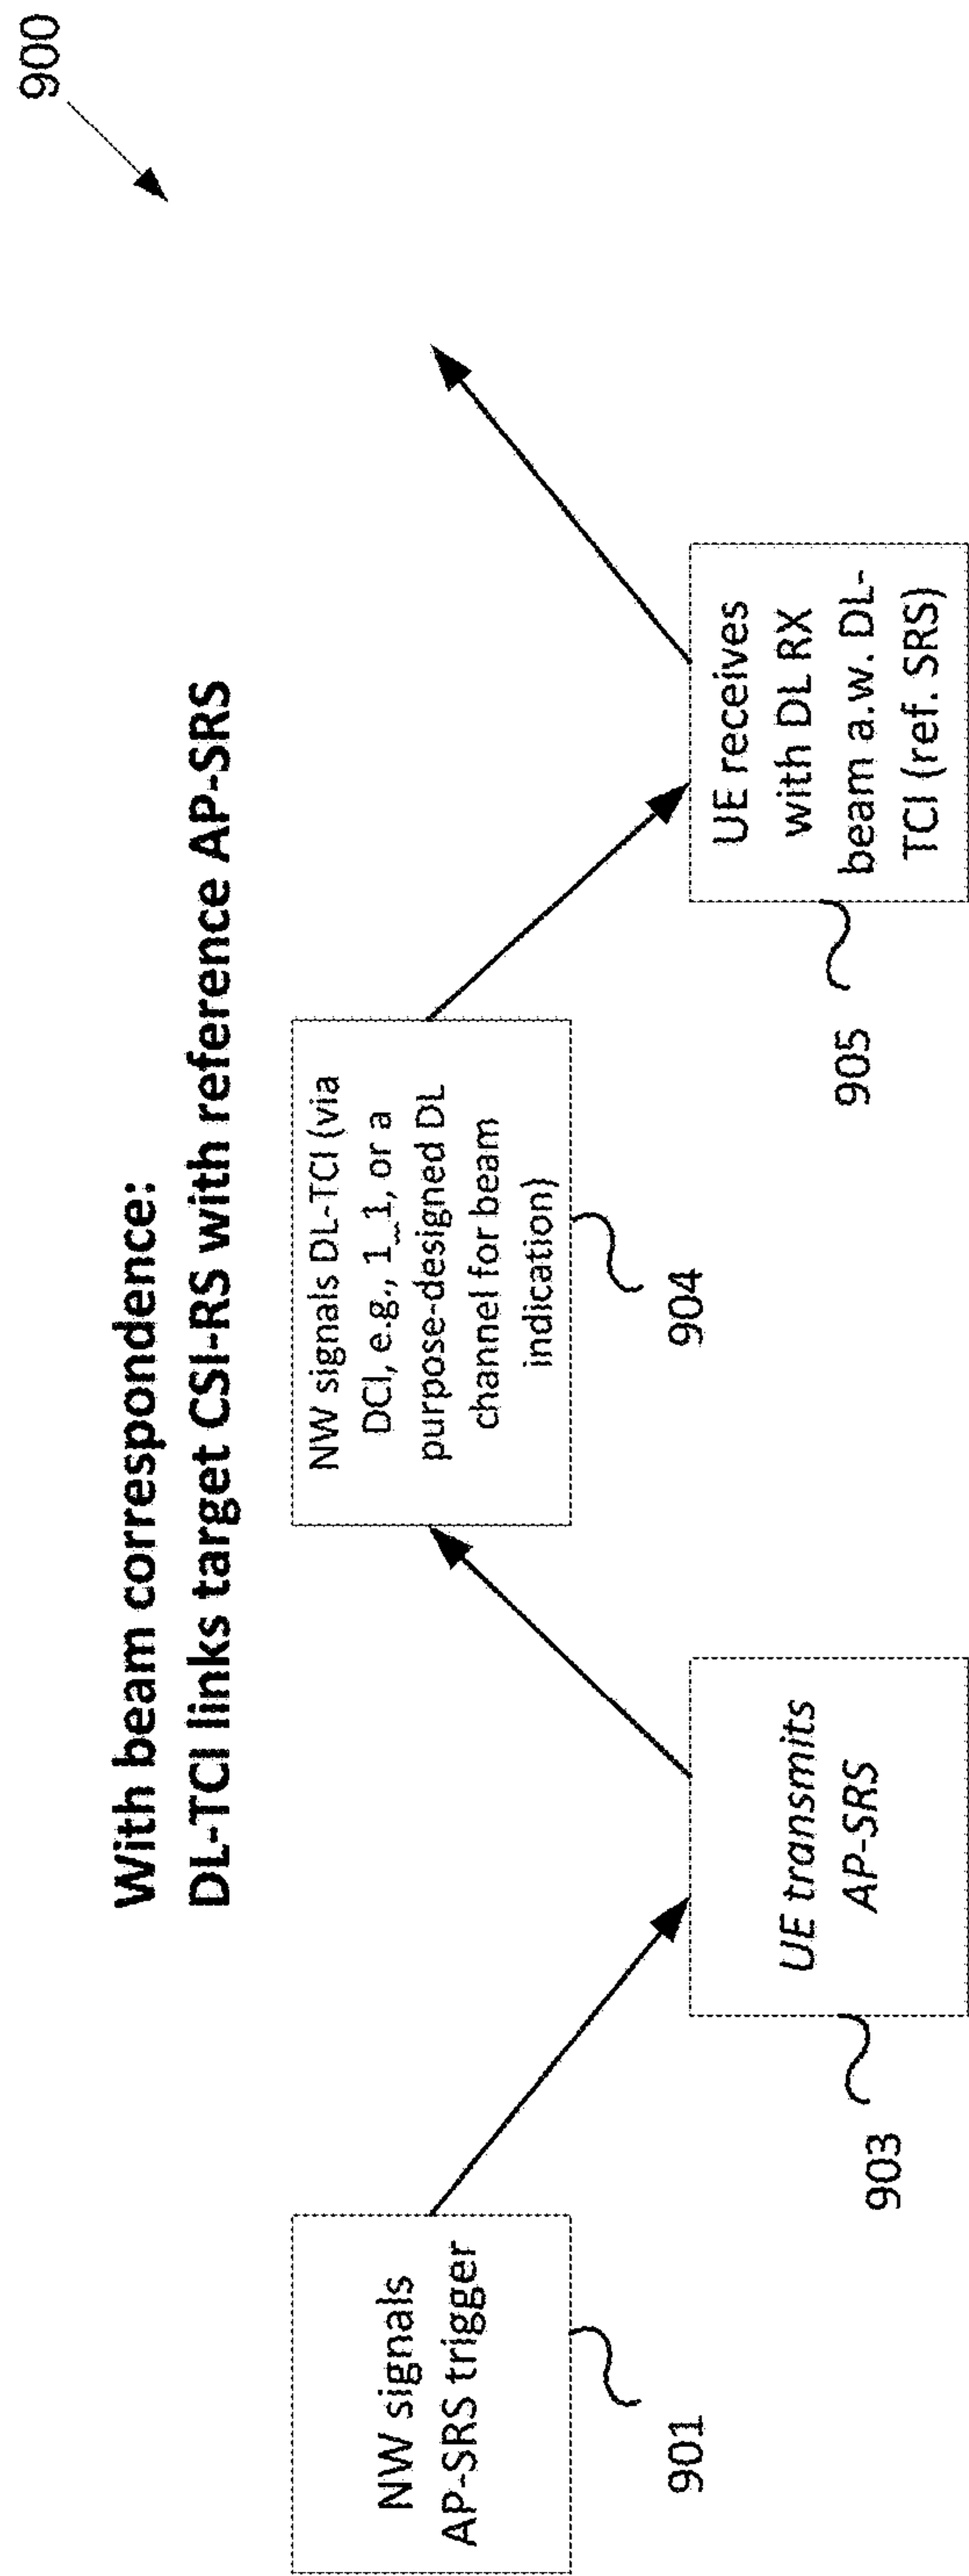 900
With beam correspondence:
DL-TCI links target CSI-RS with reference AP-SRS
NW signals
AP-SRS trigger
901
UE transmits
AP-SRS
903
NW signals DL-TCI (via
DCI, e.g., 1_1, or a
purpose-designed DL
channel for beam
indication)
904
UE receives
with DL RX
beam a.w. DL-
TCI (ref. SRS)
905